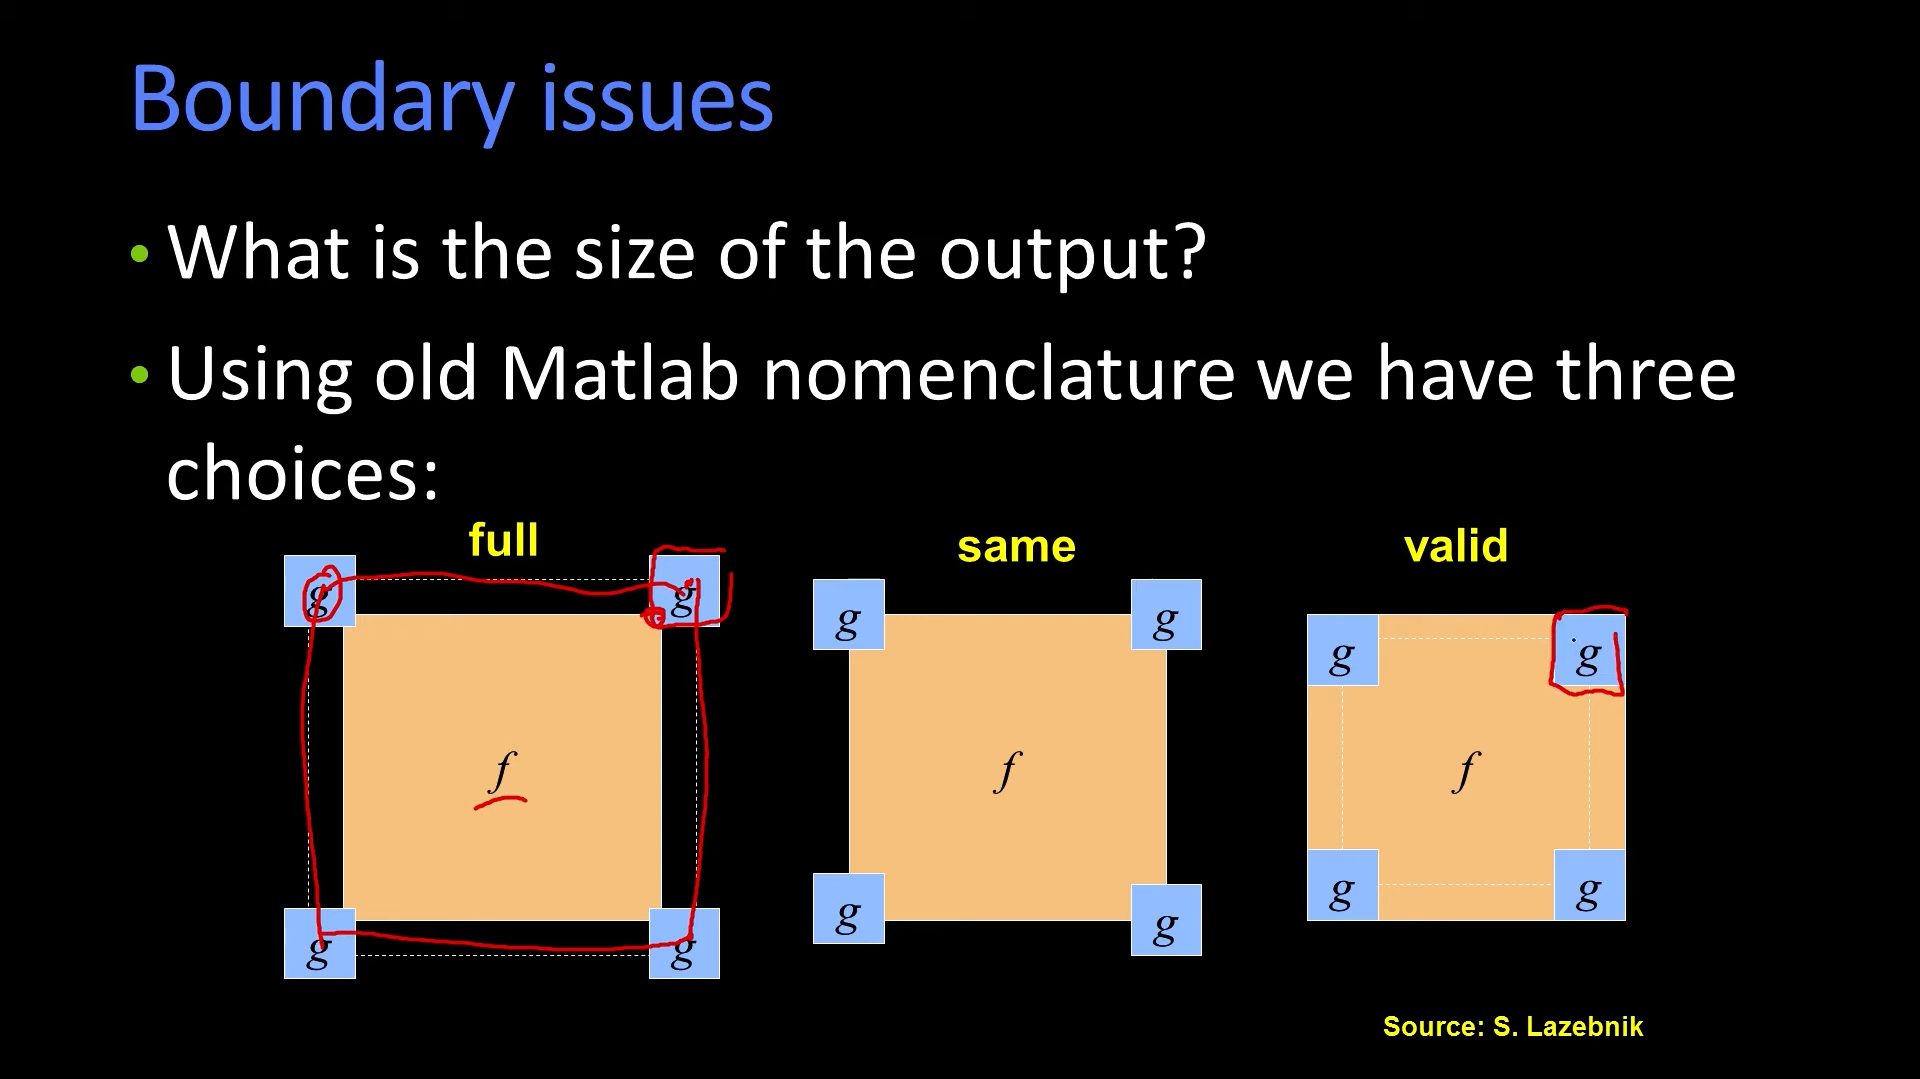 Boundary issues
• What is the size of the output?
• Using old Matlab nomenclature we have three
choices:
full
same
valid
g g
g g
g g
f
f
f
g g
g g
g g
Source: S. Lazebnik